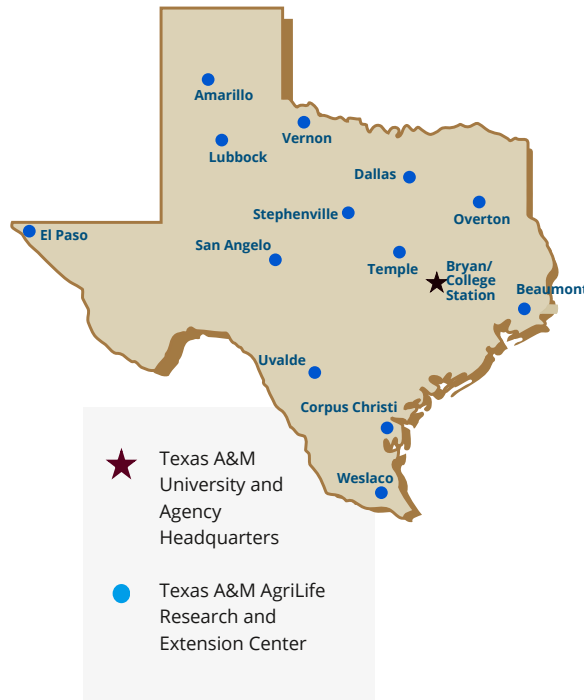 Amarillo
Vernon
Lubbock
Dallas
Stephenville
Overton
El Paso
San Angelo
Temple
Bryan/
College
Station
Beaumont
Uvalde
Corpus Christi
Weslaco
Texas A&M
University and
Agency
Headquarters
Texas A&M AgriLife
Research and
Extension Center